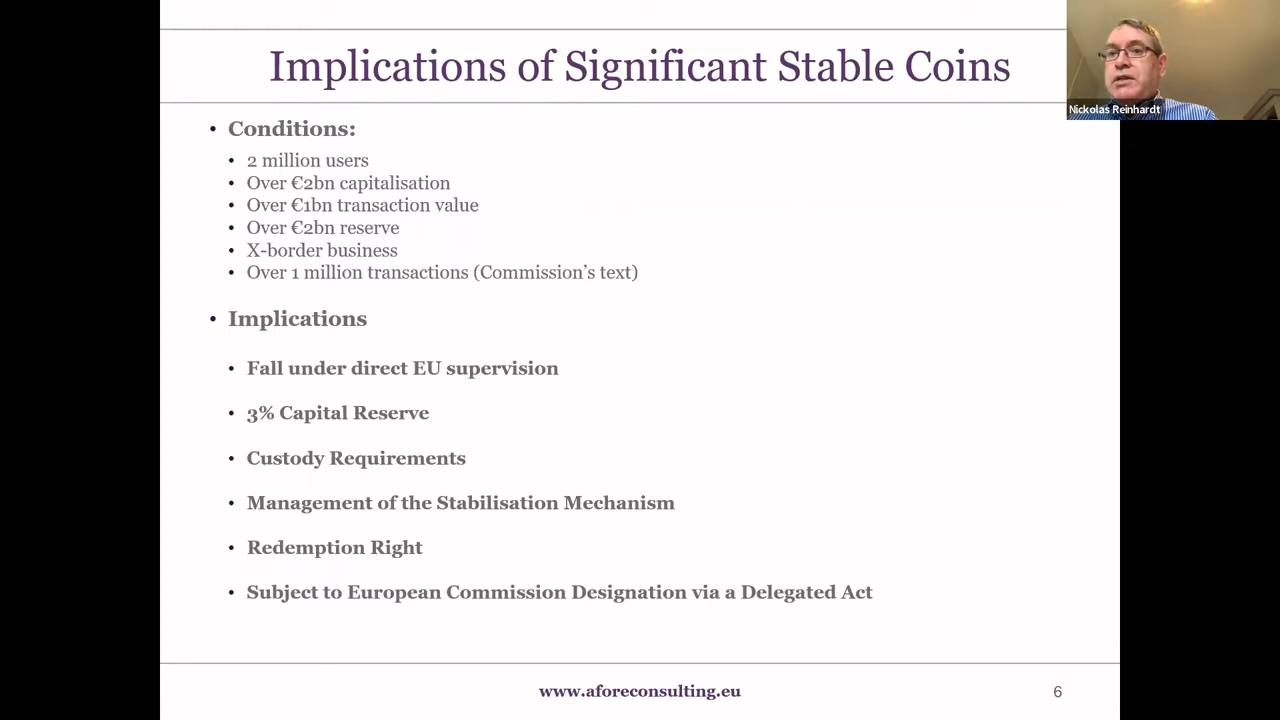 Implications of Significant Stable Coins
Nickolas Reinhardt
• Conditions:
• 2 million users
• Over €2bn capitalisation
• Over €1bn transaction value
• Over €2bn reserve
• X-border business
• Over 1 million transactions (Commission’s text)
• Implications
• Fall under direct EU supervision
• 3% Capital Reserve
• Custody Requirements
• Management of the Stabilisation Mechanism
• Redemption Right
• Subject to European Commission Designation via a Delegated Act
www.aforeconsulting.eu
6